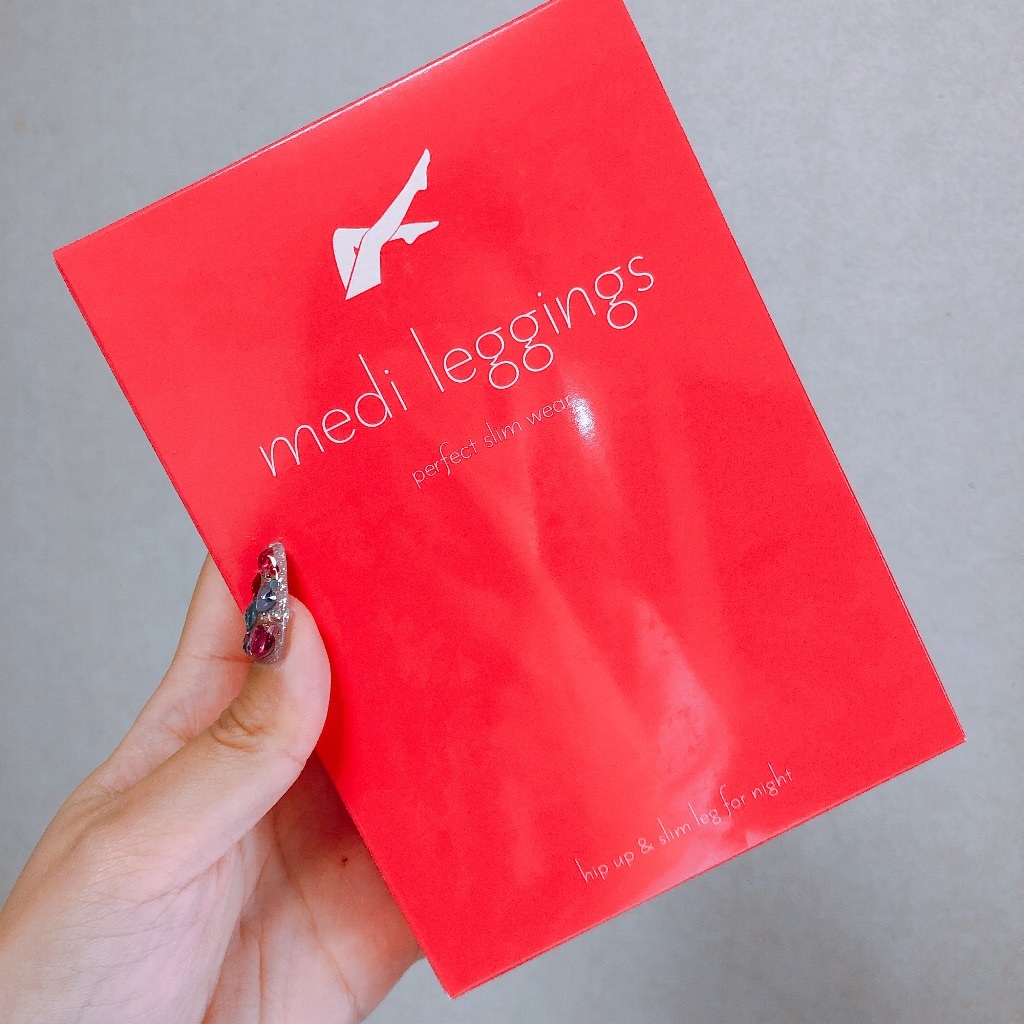 medi leggings
perfect slim wear
hip up & slim leg for night